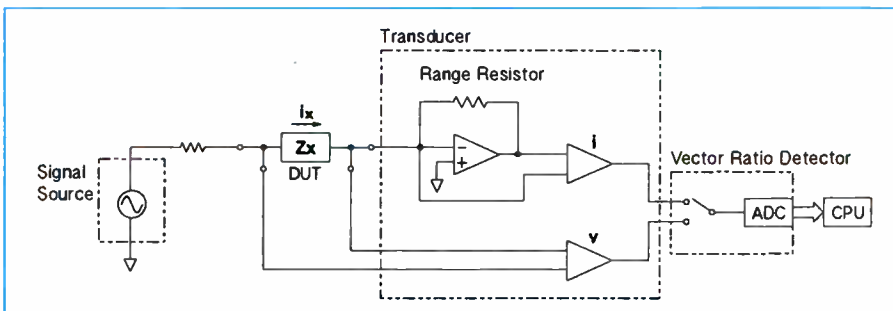 Transducer
Range Resistor
ix
Zx
DUT
−
+
i
v
Signal
Source
Vector Ratio Detector
ADC
CPU